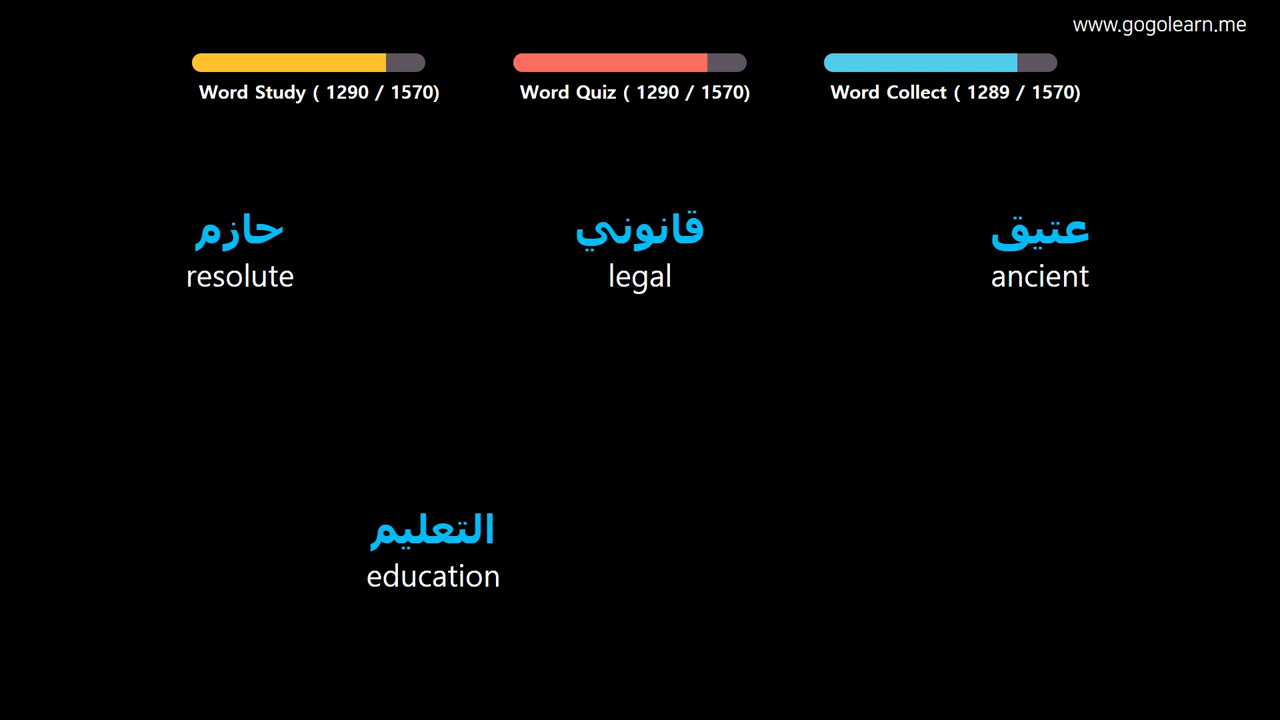 www.gogolearn.me
Word Study ( 1290 / 1570)
Word Quiz ( 1290 / 1570)
Word Collect ( 1289 / 1570)
حازم
resolute
قانوني
legal
عتيق
ancient
التعليم
education